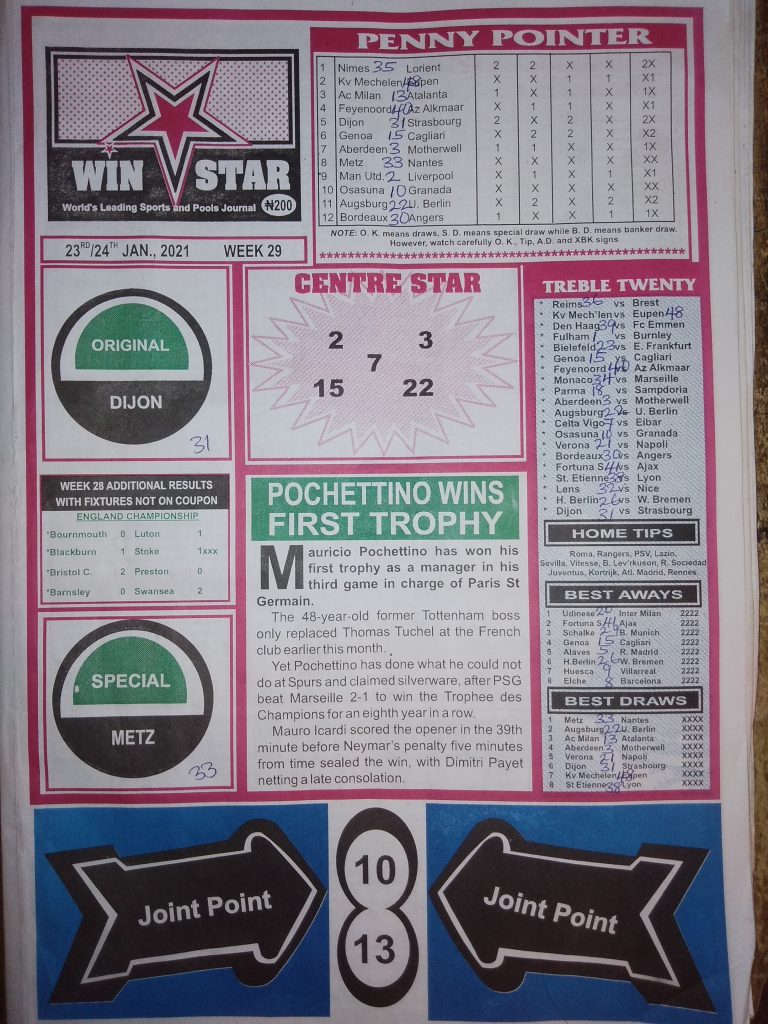 WIN STAR
World's Leading Sports and Pools Journal ₦200
23RD/24TH JAN., 2021 WEEK 29
PENNY POINTER
1 Nimes 35 Lorient 2 2 X X 2X
2 Kv Mechelen 48 Eupen X X 1 1 X1
3 Ac Milan 13 Atalanta 1 X 1 X 1X
4 Feyenoord 40 Az Alkmaar X 1 1 X X1
5 Dijon 31 Strasbourg 2 X 2 X 2X
6 Genoa 15 Cagliari X 2 2 X X2
7 Aberdeen 3 Motherwell 1 1 X X 1X
8 Metz 33 Nantes X X X X XX
*9 Man Utd. 2 Liverpool X 1 X 1 X1
10 Osasuna 10 Granada X X X X XX
11 Augsburg 22 U. Berlin X 2 X 2 X2
12 Bordeaux 30 Angers 1 X X 1 1X
NOTE: O. K. means draws, S. D. means special draw while B. D. means banker draw.
However, watch carefully O. K., Tip, A.D. and XBK signs
ORIGINAL
DIJON
31
CENTRE STAR
2 3
7
15 22
TREBLE TWENTY
* Reims 36 vs Brest
* Kv Mech'len vs Eupen 48
* Den Haag 39 vs Fc Emmen
* Fulham 1 vs Burnley
* Bielefeld 23 vs E. Frankfurt
* Genoa 15 vs Cagliari
* Feyenoord 40 vs Az Alkmaar
* Monaco 34 vs Marseille
* Parma 18 vs Sampdoria
* Aberdeen 3 vs Motherwell
* Augsburg 22 vs U. Berlin
* Celta Vigo 7 vs Eibar
* Osasuna 10 vs Granada
* Verona 21 vs Napoli
* Bordeaux 30 vs Angers
* Fortuna S 41 vs Ajax
* St. Etienne 38 vs Lyon
* Lens 32 vs Nice
* H. Berlin 26 vs W. Bremen
* Dijon 31 vs Strasbourg
WEEK 28 ADDITIONAL RESULTS
WITH FIXTURES NOT ON COUPON
ENGLAND CHAMPIONSHIP
*Bournmouth 0 Luton 1
*Blackburn 1 Stoke 1xxx
*Bristol C. 2 Preston 0
*Barnsley 0 Swansea 2
SPECIAL
METZ
33
POCHETTINO WINS
FIRST TROPHY
Mauricio Pochettino has won his
first trophy as a manager in his
third game in charge of Paris St
Germain.
The 48-year-old former Tottenham boss
only replaced Thomas Tuchel at the French
club earlier this month.
Yet Pochettino has done what he could not
do at Spurs and claimed silverware, after PSG
beat Marseille 2-1 to win the Trophee des
Champions for an eighth year in a row.
Mauro Icardi scored the opener in the 39th
minute before Neymar's penalty five minutes
from time sealed the win, with Dimitri Payet
netting a late consolation.
HOME TIPS
Roma, Rangers, PSV, Lazio,
Sevilla, Vitesse, B. Lev'rkuson, R. Sociedad
Juventus, Kortrijk, Atl. Madrid, Rennes.
BEST AWAYS
1 Udinese 20 Inter Milan 2222
2 Fortuna S 41 Ajax 2222
3 Schalke 29 B. Munich 2222
4 Genoa 15 Cagliari 2222
5 Alaves 5 R. Madrid 2222
6 H.Berlin 26 W. Bremen 2222
7 Huesca 9 Villarreal 2222
8 Elche 8 Barcelona 2222
BEST DRAWS
1 Metz 33 Nantes XXXX
2 Augsburg 22 U. Berlin XXXX
3 Ac Milan 13 Atalanta XXXX
4 Aberdeen 3 Motherwell XXXX
5 Verona 21 Napoli XXXX
6 Dijon 31 Strasbourg XXXX
7 Kv Mechelen 48 Eupen XXXX
8 St Etienne 38 Lyon XXXX
Joint Point
10
13
Joint Point